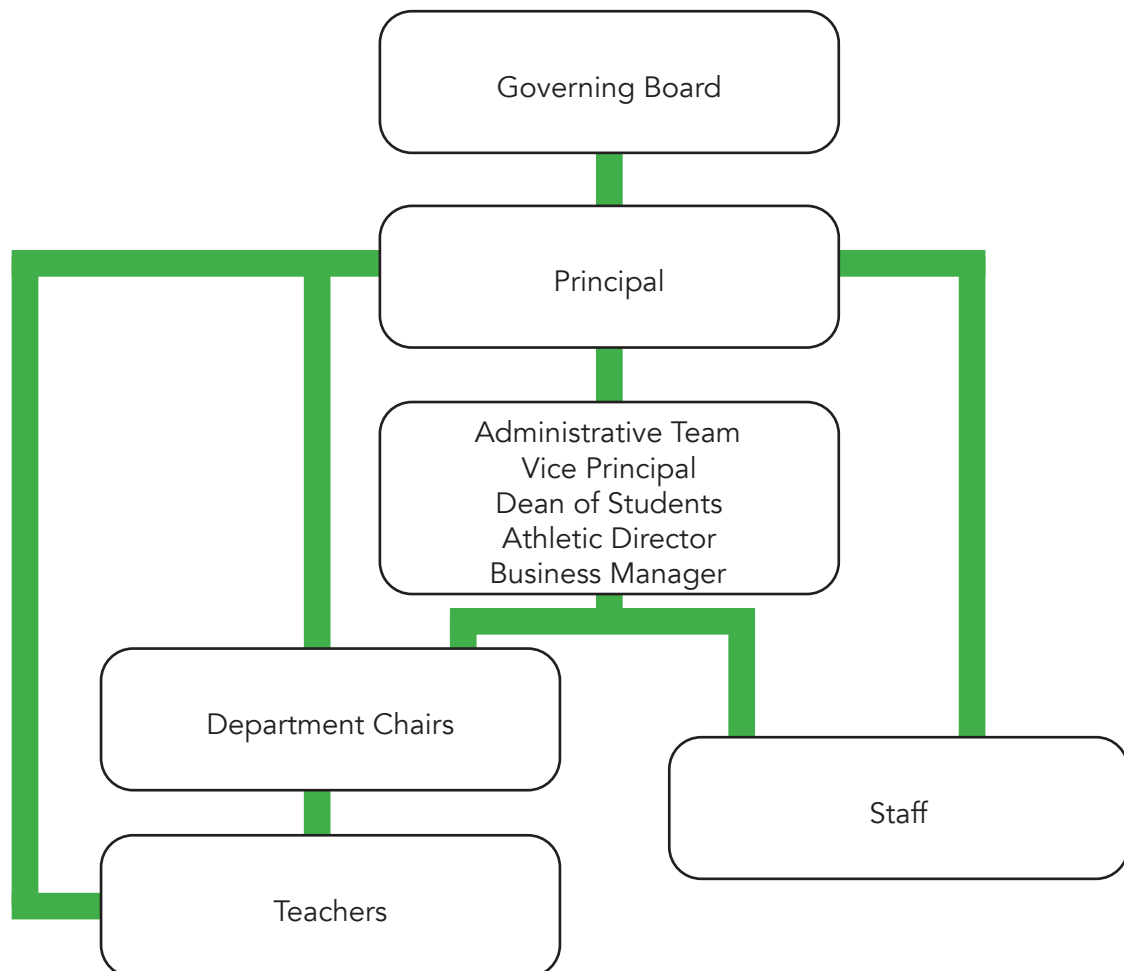 Governing Board
Principal
Administrative Team
Vice Principal
Dean of Students
Athletic Director
Business Manager
Department Chairs
Staff
Teachers